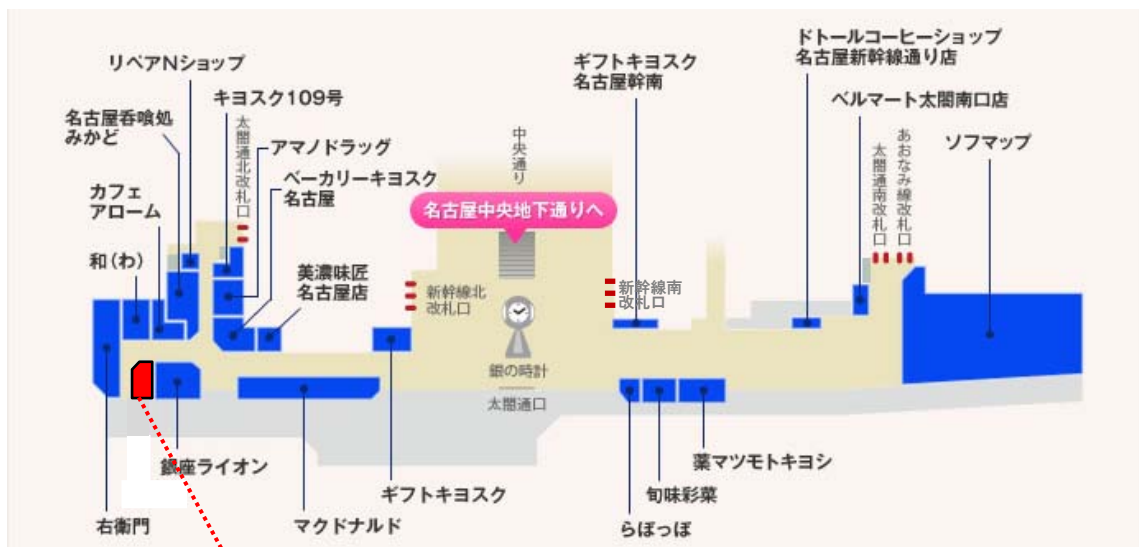 リペアNショップ
キヨスク109号
名古屋呑喰処
みかど
太閤通北改札口
アマノドラッグ
ベーカリーキヨスク
名古屋
カフェ
アローム
和(わ)
美濃味匠
名古屋店
中央通り
名古屋中央地下通りへ
新幹線北
改札口
銀の時計
太閤通口
ギフトキヨスク
名古屋幹南
新幹線南
改札口
ドトールコーヒーショップ
名古屋新幹線通り店
ベルマート太閤南口店
太閤通南改札口
あおなみ線改札口
ソフマップ
右衛門
銀座ライオン
マクドナルド
ギフトキヨスク
らぽっぽ
旬味彩菜
薬マツモトキヨシ